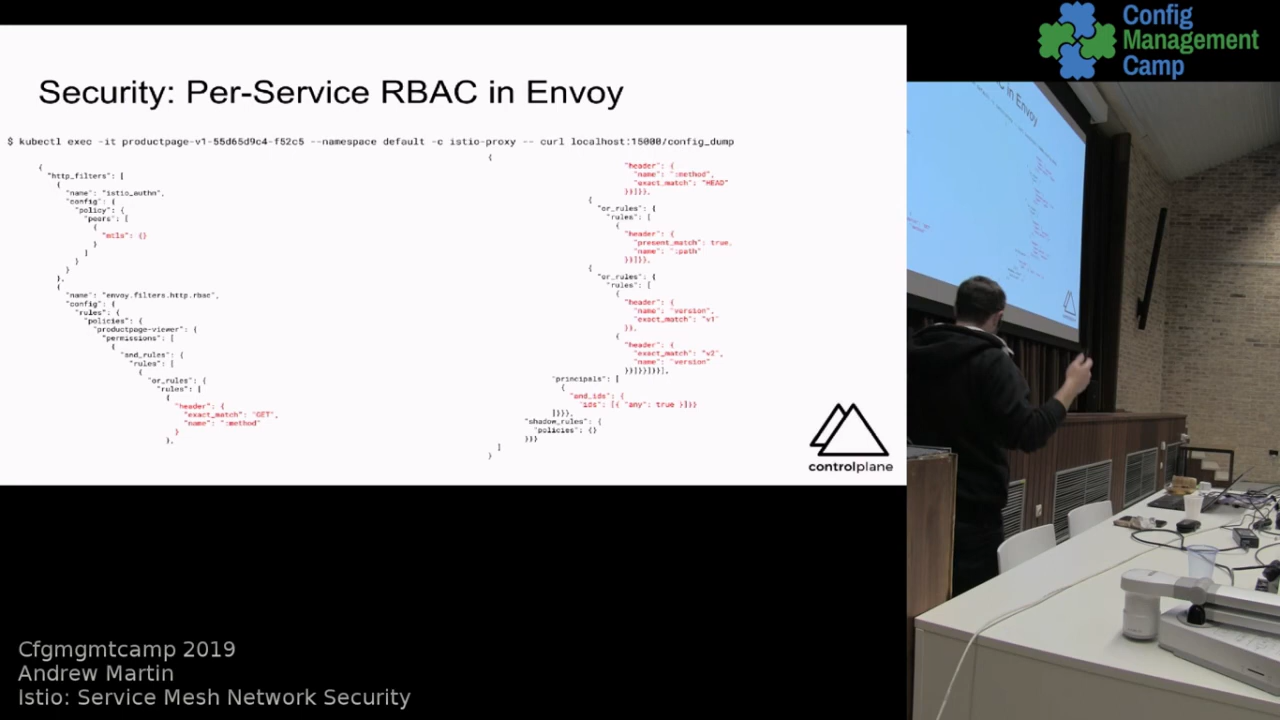 Config
Management
Camp
Security: Per-Service RBAC in Envoy
$ kubectl exec -it productpage-v1-55d65d9c4-f52c5 --namespace default -c istio-proxy -- curl localhost:15000/config_dump
{
"http_filters": [
{
"name": "istio_authn",
"config": {
"policy": {
"peers": [
{
"mtls": {}
}
]
}
}
},
{
"name": "envoy.filters.http.rbac",
"config": {
"rules": {
"policies": {
"productpage-viewer": {
"permissions": [
{
"and_rules": {
"rules": [
{
"or_rules": {
"rules": [
{
"header": {
"exact_match": "GET",
"name": ":method"
}
},
{
"header": {
"name": ":method",
"exact_match": "HEAD"
}}]}},
{
"or_rules": {
"rules": [
{
"header": {
"present_match": true,
"name": ":path"
}}]}},
{
"or_rules": {
"rules": [
{
"header": {
"name": "version",
"exact_match": "v1"
}},
{
"header": {
"exact_match": "v2",
"name": "version"
}}]}}]}}],
"principals": [
{
"and_ids": {
"ids": [{ "any": true }]}}
]}}},
"shadow_rules": {
"policies": {}
}}}
]
}
controlplane
in Envoy
Cfgmgmtcamp 2019
Andrew Martin
Istio: Service Mesh Network Security